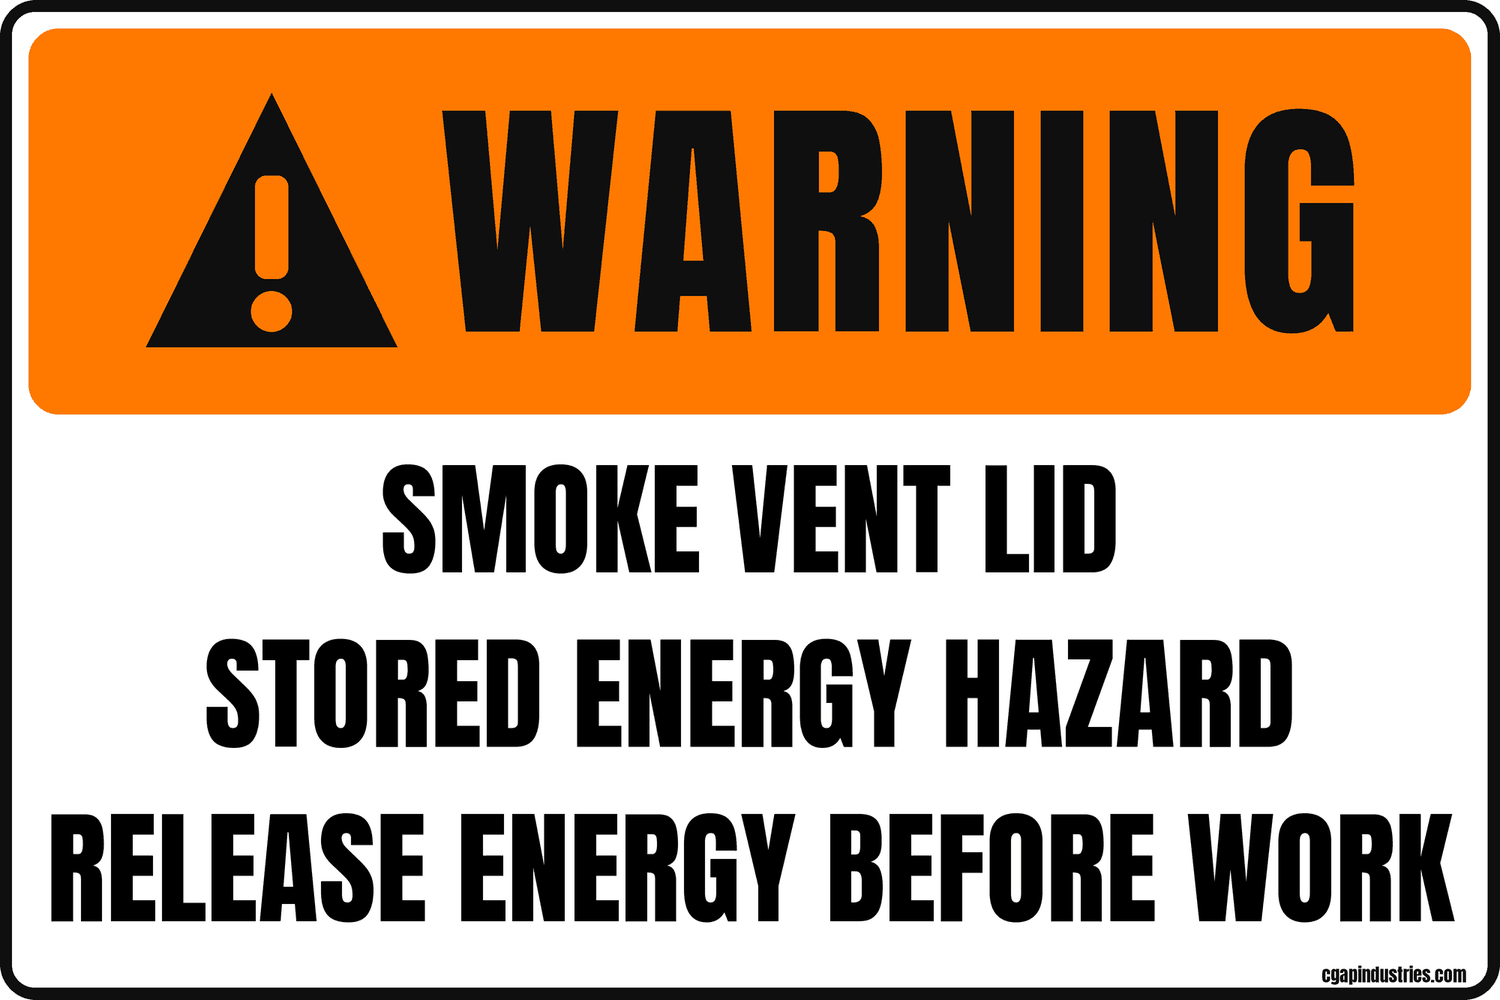 WARNING
SMOKE VENT LID
STORED ENERGY HAZARD
RELEASE ENERGY BEFORE WORK
cgapindustries.com